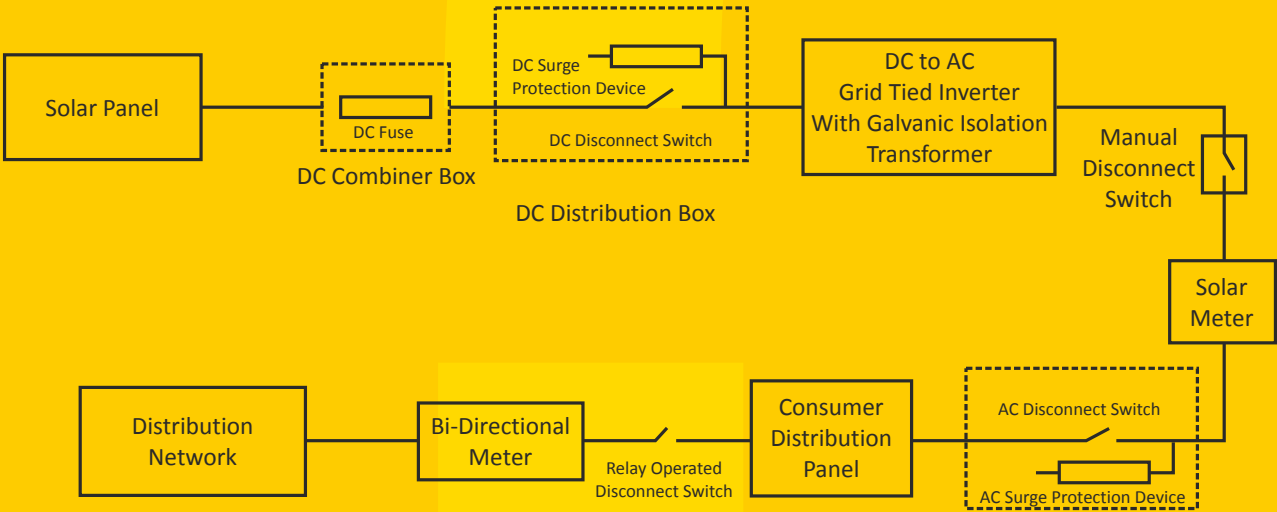 Solar Panel
DC Fuse
DC Combiner Box
DC Surge
Protection Device
DC Disconnect Switch
DC Distribution Box
DC to AC
Grid Tied Inverter
With Galvanic Isolation
Transformer
Manual
Disconnect
Switch
Solar
Meter
Distribution
Network
Bi-Directional
Meter
Relay Operated
Disconnect Switch
Consumer
Distribution
Panel
AC Disconnect Switch
AC Surge Protection Device